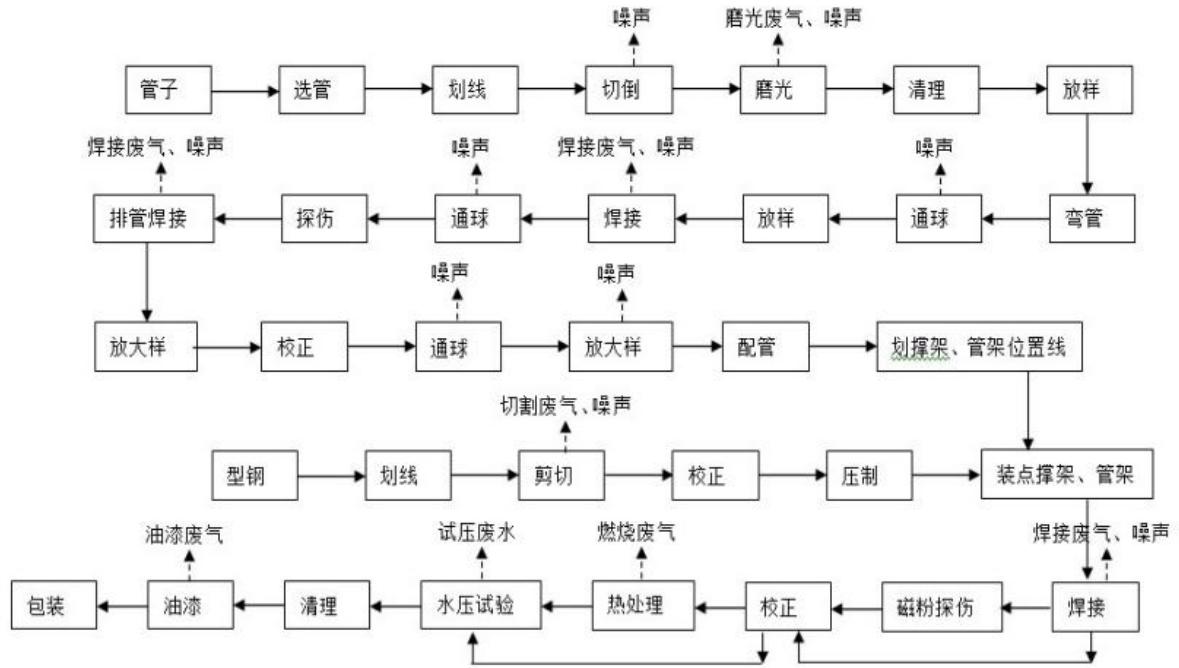 噪声
磨光废气、噪声
管子
选管
划线
切倒
磨光
清理
放样
焊接废气、噪声
噪声
焊接废气、噪声
噪声
排管焊接
探伤
通球
焊接
放样
通球
弯管
噪声
噪声
放大样
校正
通球
放大样
配管
划撑架、管架位置线
切割废气、噪声
型钢
划线
剪切
校正
压制
装点撑架、管架
油漆废气
试压废水
燃烧废气
焊接废气、噪声
包装
油漆
清理
水压试验
热处理
校正
磁粉探伤
焊接